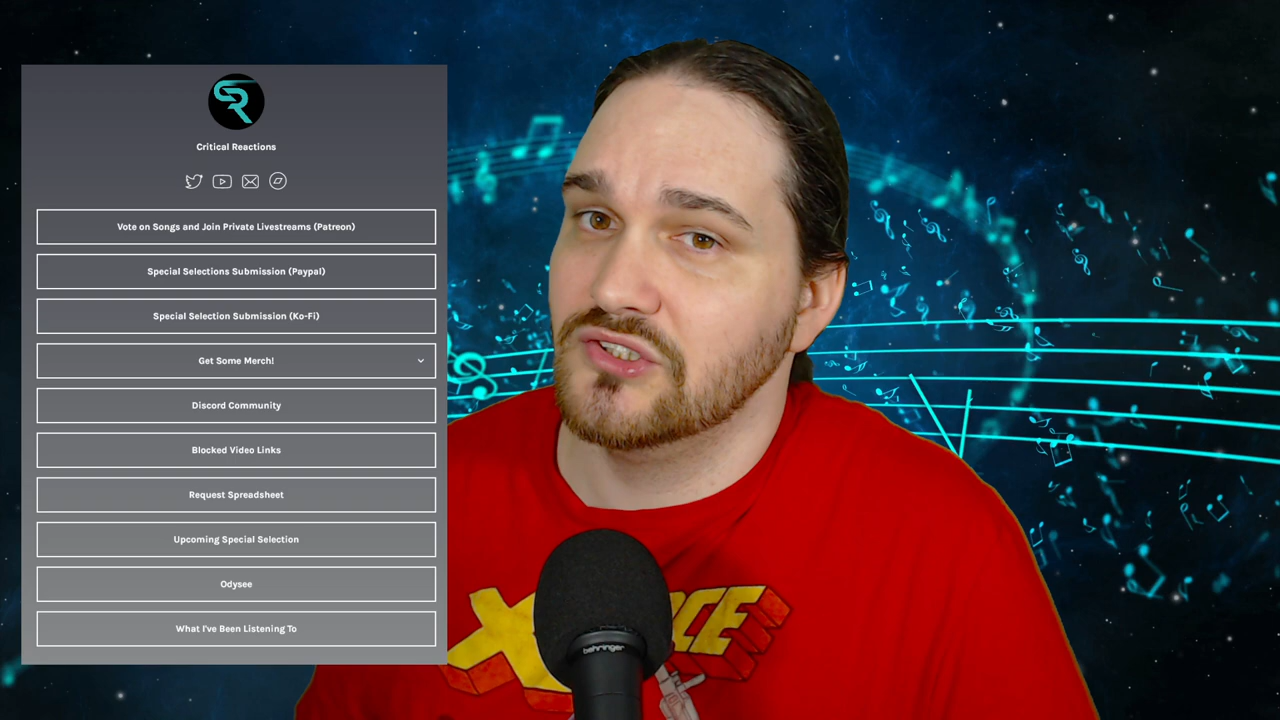 Critical Reactions
Vote on Songs and Join Private Livestreams (Patreon)
Special Selections Submission (Paypal)
Special Selection Submission (Ko-Fi)
Get Some Merch!
Discord Community
Blocked Video Links
Request Spreadsheet
Upcoming Special Selection
Odysee
What I've Been Listening To
behringer